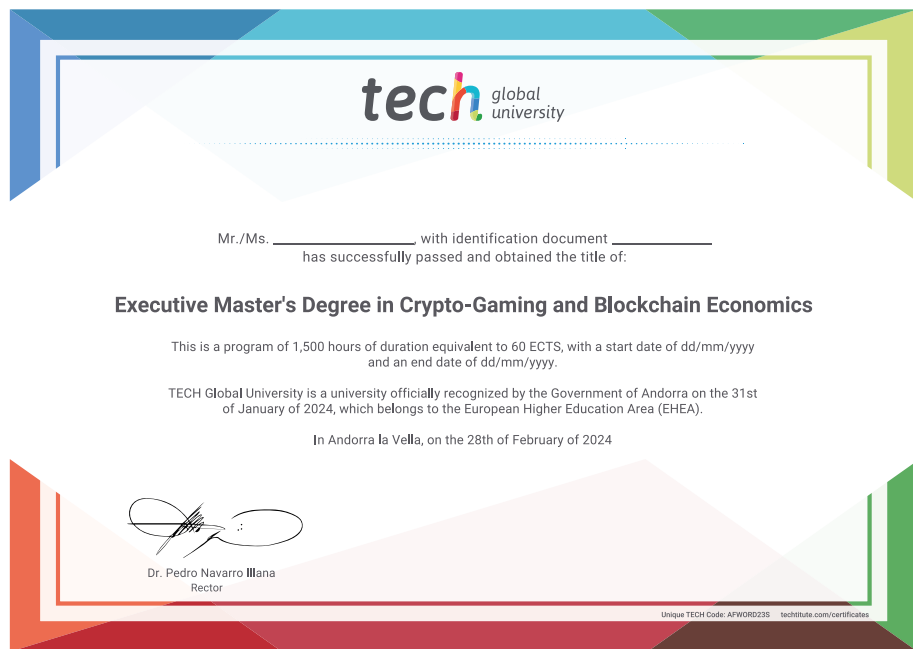 tech global
university
Mr./Ms. ________________, with identification document ____________
has successfully passed and obtained the title of:
Executive Master's Degree in Crypto-Gaming and Blockchain Economics
This is a program of 1,500 hours of duration equivalent to 60 ECTS, with a start date of dd/mm/yyyy
and an end date of dd/mm/yyyy.
TECH Global University is a university officially recognized by the Government of Andorra on the 31st
of January of 2024, which belongs to the European Higher Education Area (EHEA).
In Andorra la Vella, on the 28th of February of 2024
Dr. Pedro Navarro Illana
Rector
Unique TECH Code: AFWORD23S techtitute.com/certificates